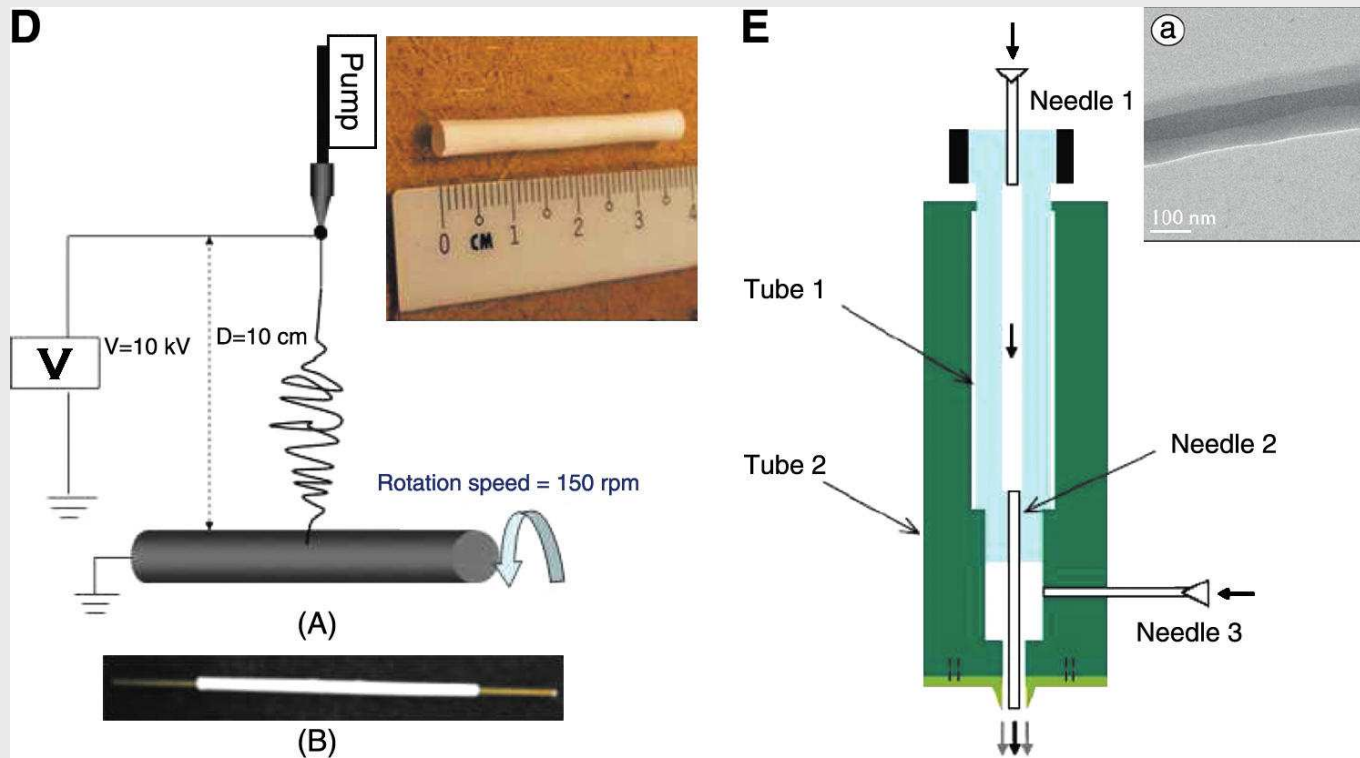 D
Pump
0 CM 1 2 3 4
V
V=10 kV
D=10 cm
Rotation speed = 150 rpm
(A)
(B)
E
Needle 1
Tube 1
Tube 2
Needle 2
Needle 3
a
100 nm